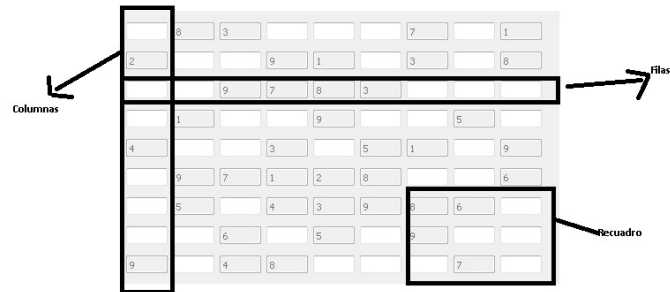 8 3 7 1
2 9 1 3 8
Filas
9 7 8 3
Columnas
1 9 5
4 3 5 1 9
9 7 1 2 8 6
5 4 3 9 8 6
6 5 9
Recuadro
9 4 8 7